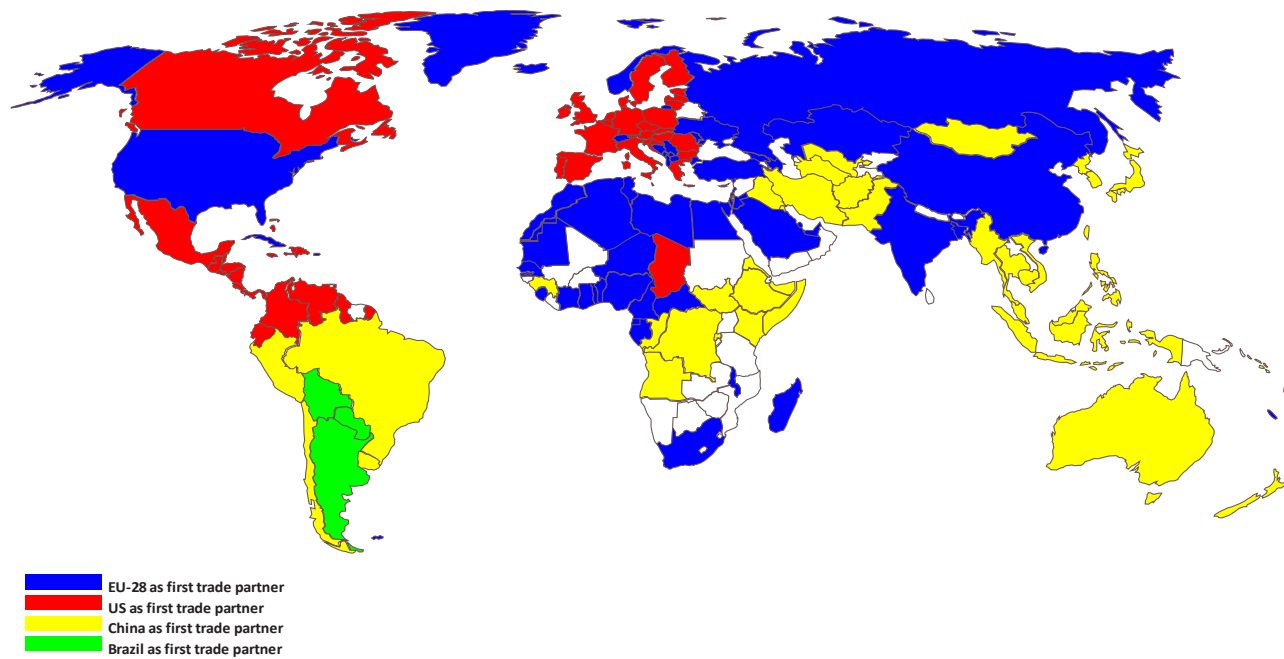 EU-28 as first trade partner
US as first trade partner
China as first trade partner
Brazil as first trade partner